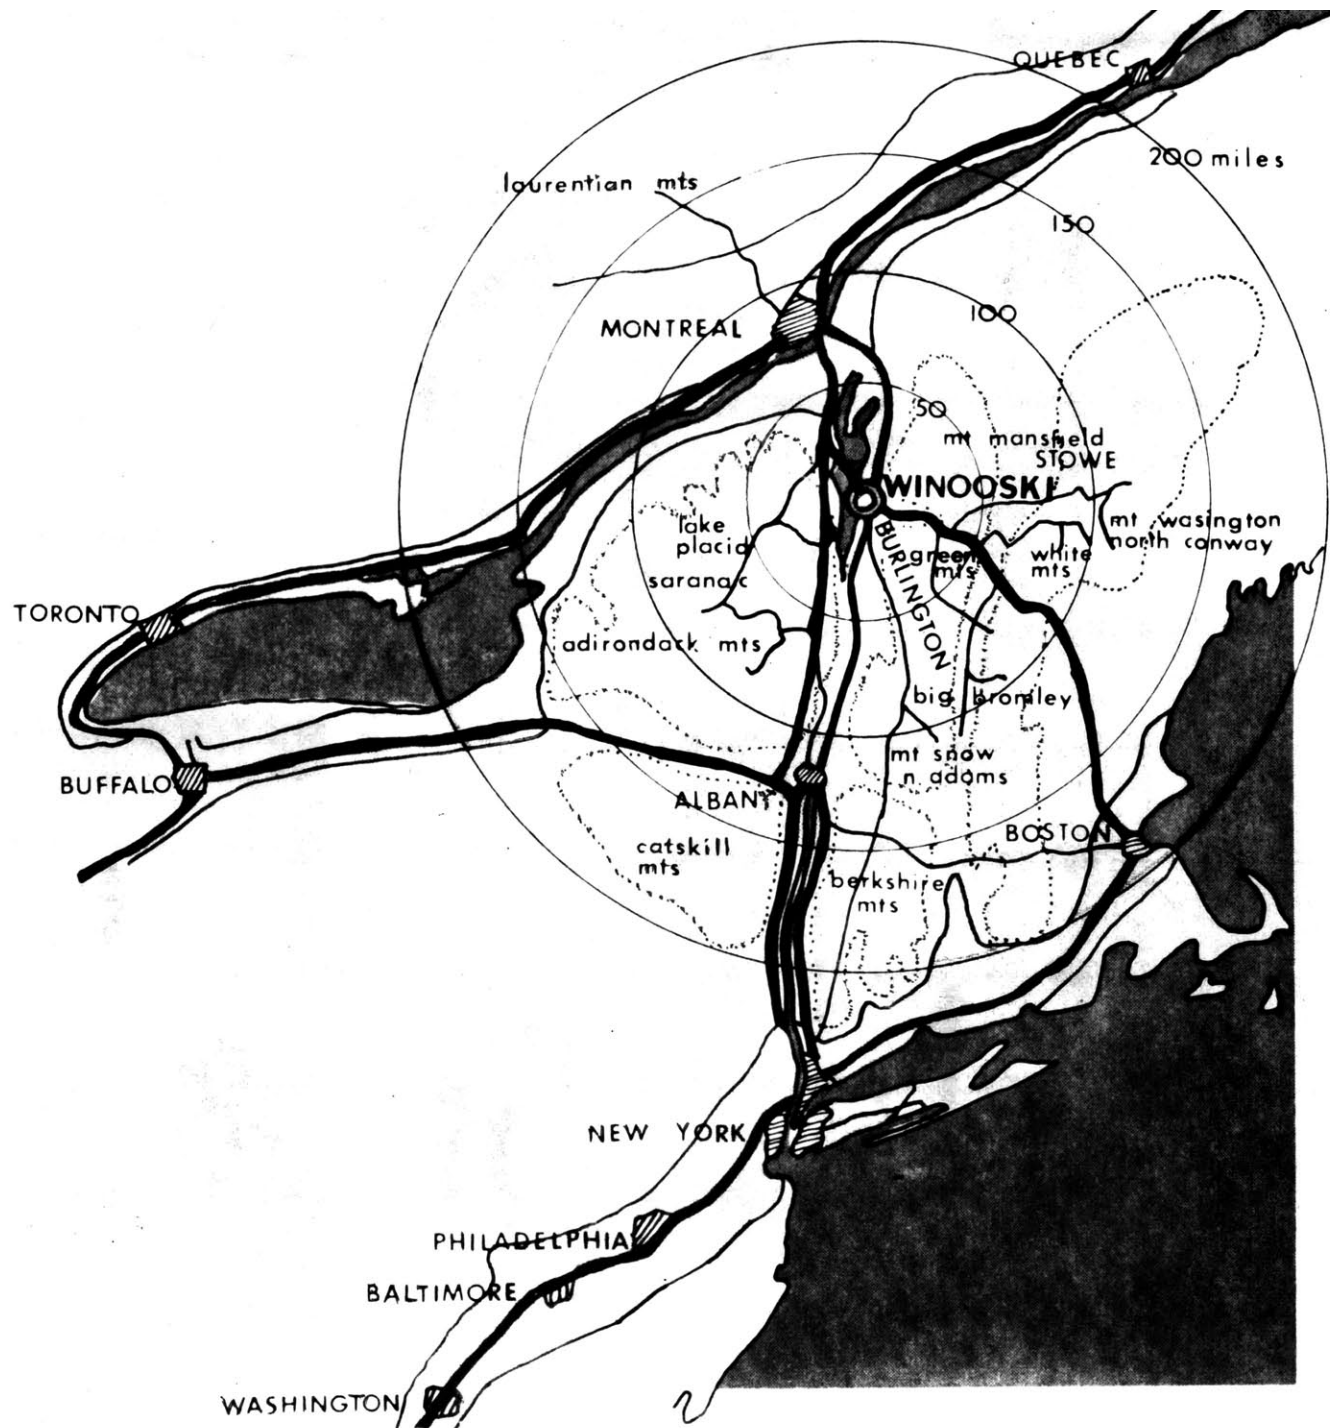 QUEBEC
200 miles
laurentian mts
150
100
MONTREAL
50
mt mansfield
STOWE
WINOOSKI
mt wasington
north conway
lake
placid
BURLINGTON
green
mts
white
mts
saranac
TORONTO
adirondack mts
big bromley
mt snow
n. adams
BUFFALO
ALBANY
BOSTON
catskill
mts
berkshire
mts
NEW YORK
PHILADELPHIA
BALTIMORE
WASHINGTON